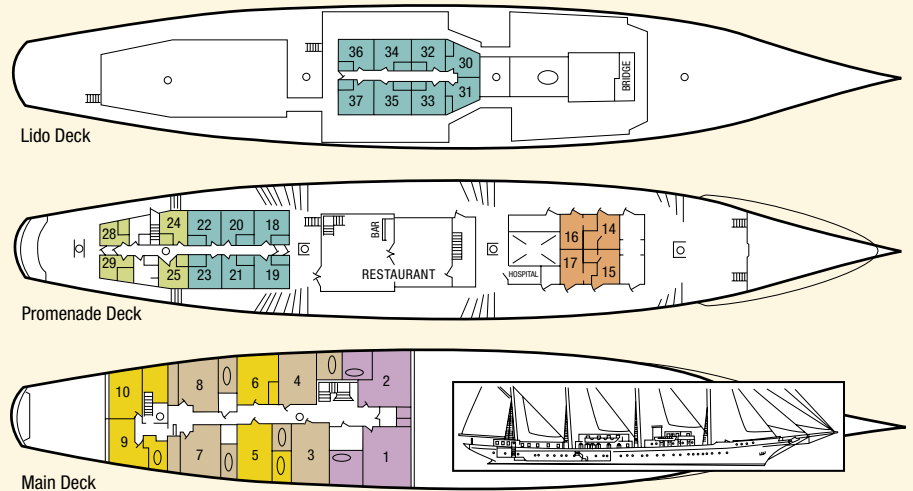 36 34 32 30
37 35 33 31
BRIDGE
Lido Deck
28 24 22 20 18
29 25 23 21 19
BAR
RESTAURANT
HOSPITAL
16 14
17 15
Promenade Deck
10 8 6 4 2
9 7 5 3 1
Main Deck